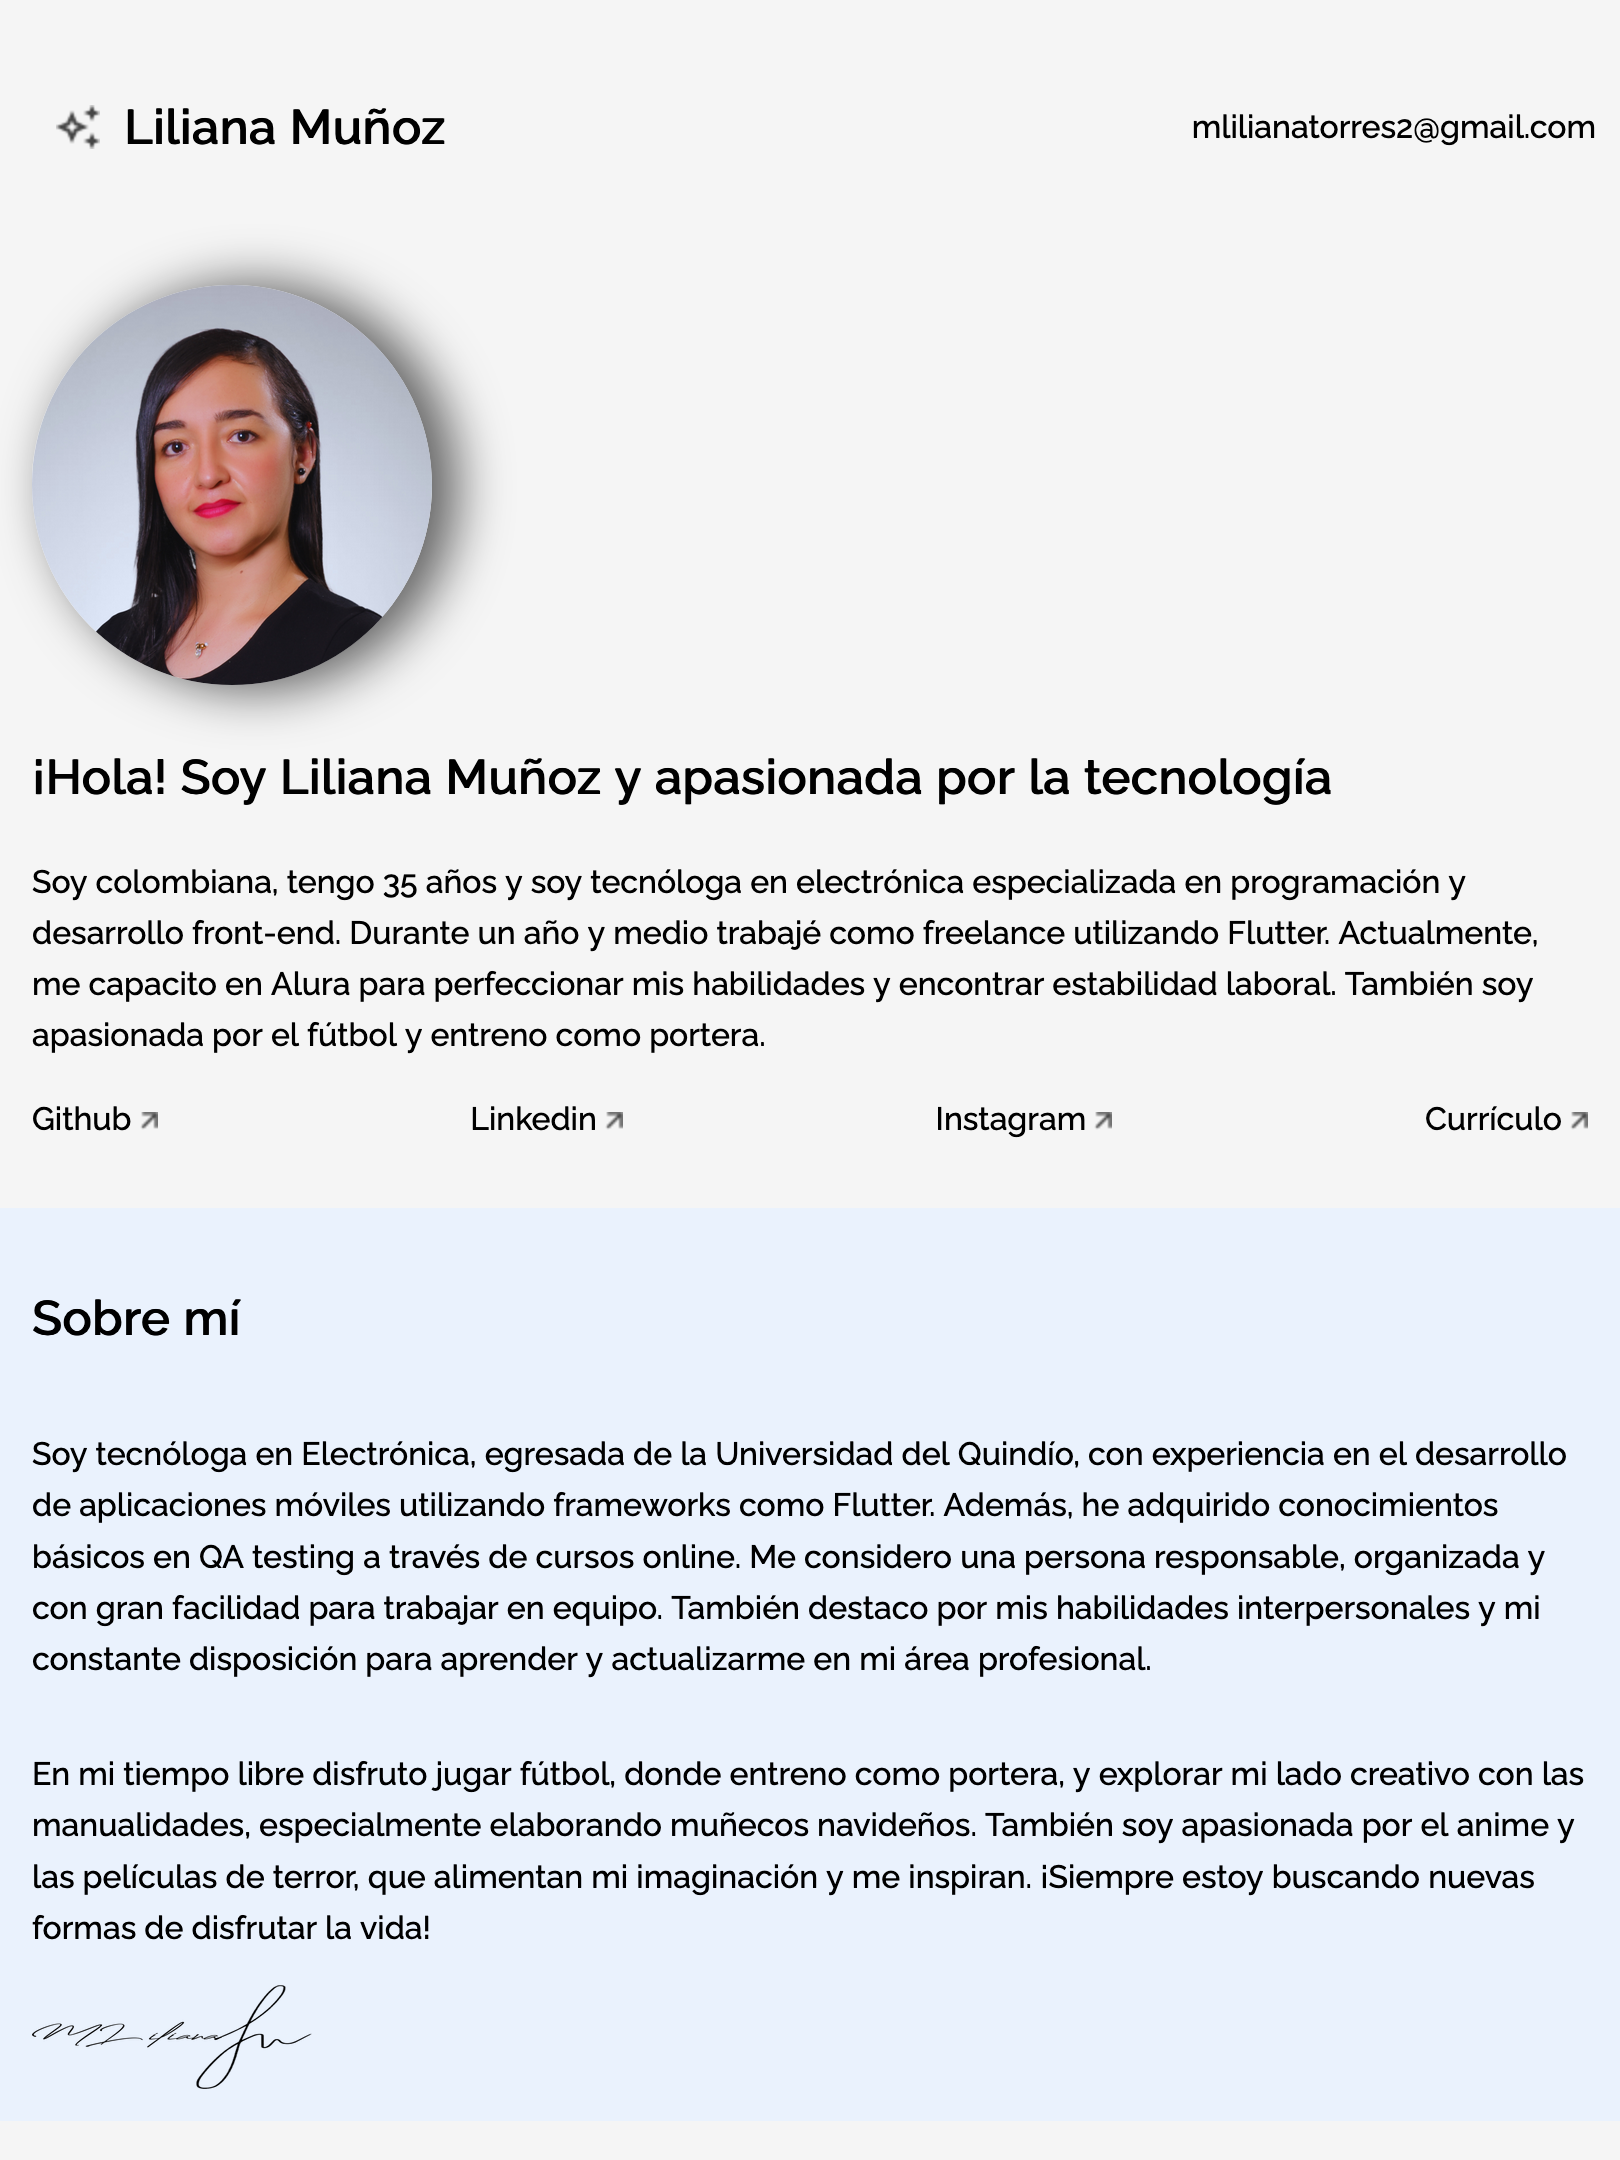 Liliana Muñoz
mlilianatorres2@gmail.com
¡Hola! Soy Liliana Muñoz y apasionada por la tecnología
Soy colombiana, tengo 35 años y soy tecnóloga en electrónica especializada en programación y
desarrollo front-end. Durante un año y medio trabajé como freelance utilizando Flutter. Actualmente,
me capacito en Alura para perfeccionar mis habilidades y encontrar estabilidad laboral. También soy
apasionada por el fútbol y entreno como portera.
Github
Linkedin
Instagram
Currículo
Sobre mí
Soy tecnóloga en Electrónica, egresada de la Universidad del Quindío, con experiencia en el desarrollo
de aplicaciones móviles utilizando frameworks como Flutter. Además, he adquirido conocimientos
básicos en QA testing a través de cursos online. Me considero una persona responsable, organizada y
con gran facilidad para trabajar en equipo. También destaco por mis habilidades interpersonales y mi
constante disposición para aprender y actualizarme en mi área profesional.
En mi tiempo libre disfruto jugar fútbol, donde entreno como portera, y explorar mi lado creativo con las
manualidades, especialmente elaborando muñecos navideños. También soy apasionada por el anime y
las películas de terror, que alimentan mi imaginación y me inspiran. ¡Siempre estoy buscando nuevas
formas de disfrutar la vida!